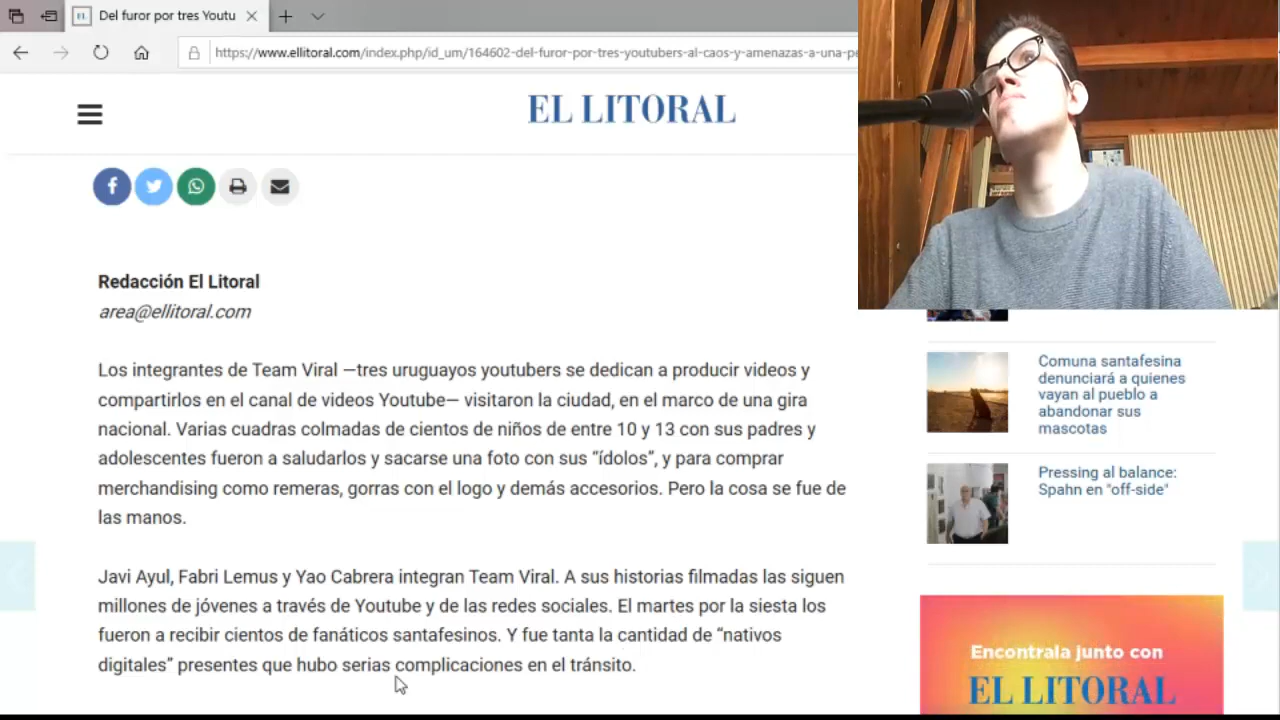 EL Del furor por tres Youtu
https://www.ellitoral.com/index.php/id_um/164602-del-furor-por-tres-youtubers-al-caos-y-amenazas-a-una-pe
EL LITORAL
Redacción El Litoral
area@ellitoral.com
Los integrantes de Team Viral —tres uruguayos youtubers se dedican a producir videos y
compartirlos en el canal de videos Youtube— visitaron la ciudad, en el marco de una gira
nacional. Varias cuadras colmadas de cientos de niños de entre 10 y 13 con sus padres y
adolescentes fueron a saludarlos y sacarse una foto con sus “ídolos”, y para comprar
merchandising como remeras, gorras con el logo y demás accesorios. Pero la cosa se fue de
las manos.
Javi Ayul, Fabri Lemus y Yao Cabrera integran Team Viral. A sus historias filmadas las siguen
millones de jóvenes a través de Youtube y de las redes sociales. El martes por la siesta los
fueron a recibir cientos de fanáticos santafesinos. Y fue tanta la cantidad de “nativos
digitales” presentes que hubo serias complicaciones en el tránsito.
Comuna santafesina
denunciará a quienes
vayan al pueblo a
abandonar sus
mascotas
Pressing al balance:
Spahn en "off-side"
Encontrala junto con
EL LITORAL